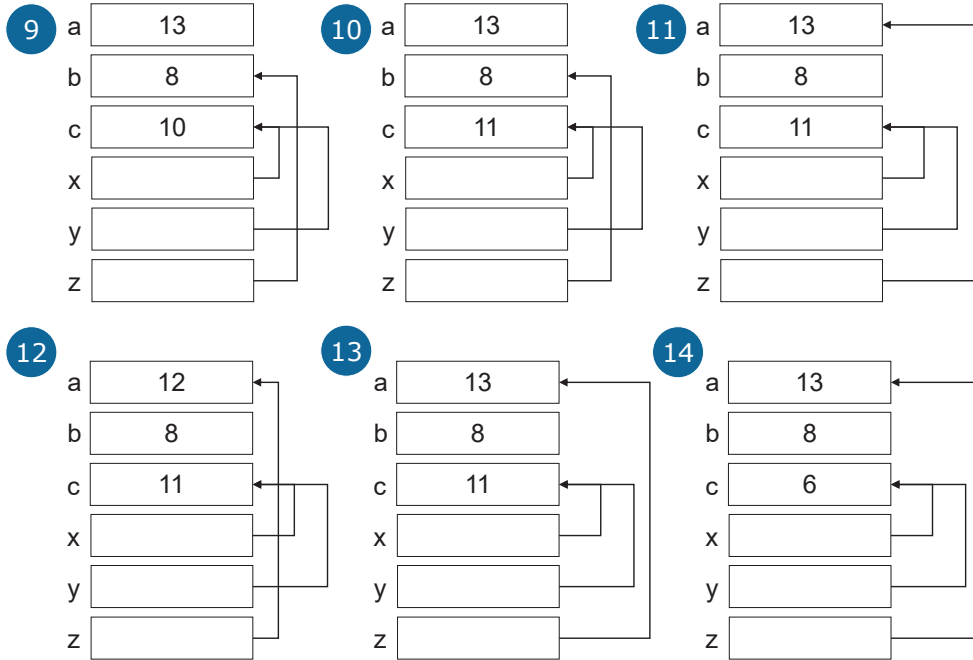 9 a 13 10 a 13 11 a 13
b 8 b 8 b 8
c 10 c 11 c 11
x x x
y y y
z z z
12 13 14
a 12 a 13 a 13
b 8 b 8 b 8
c 11 c 11 c 6
x x x
y y y
z z z